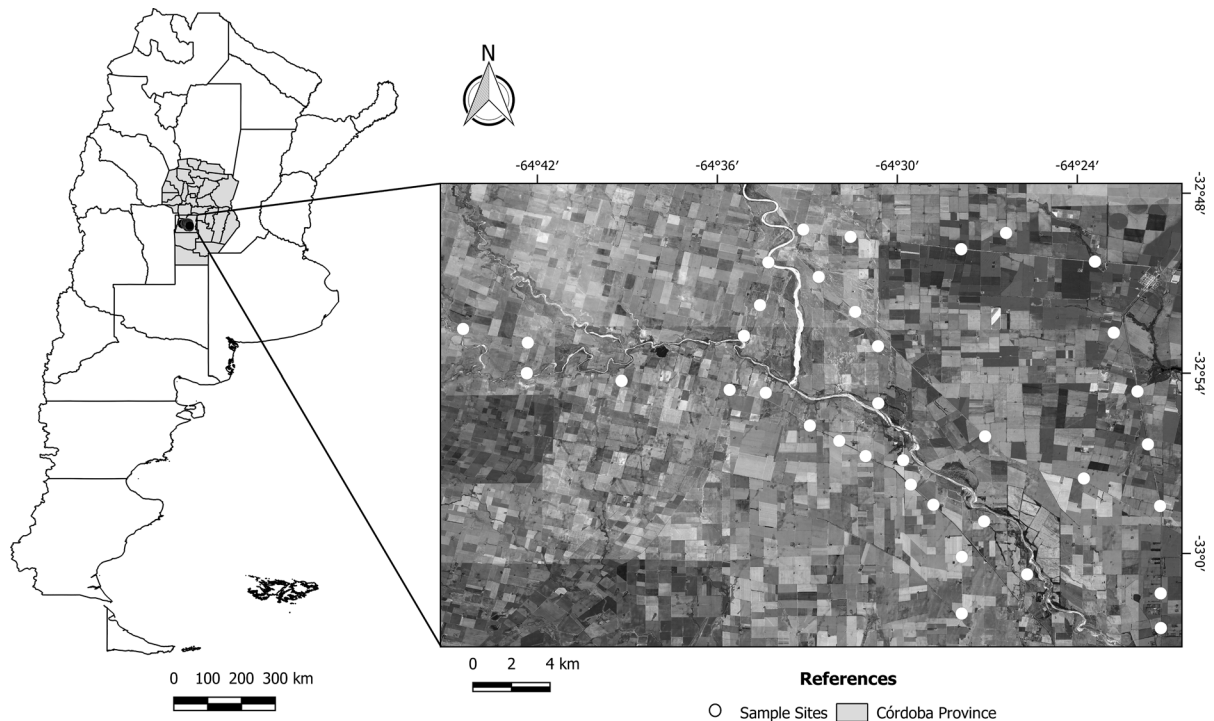 N
-64°42′ -64°36′ -64°30′ -64°24′
-32°48′
-32°54′
-33°0′
0 100 200 300 km
0 2 4 km
References
Sample Sites Córdoba Province